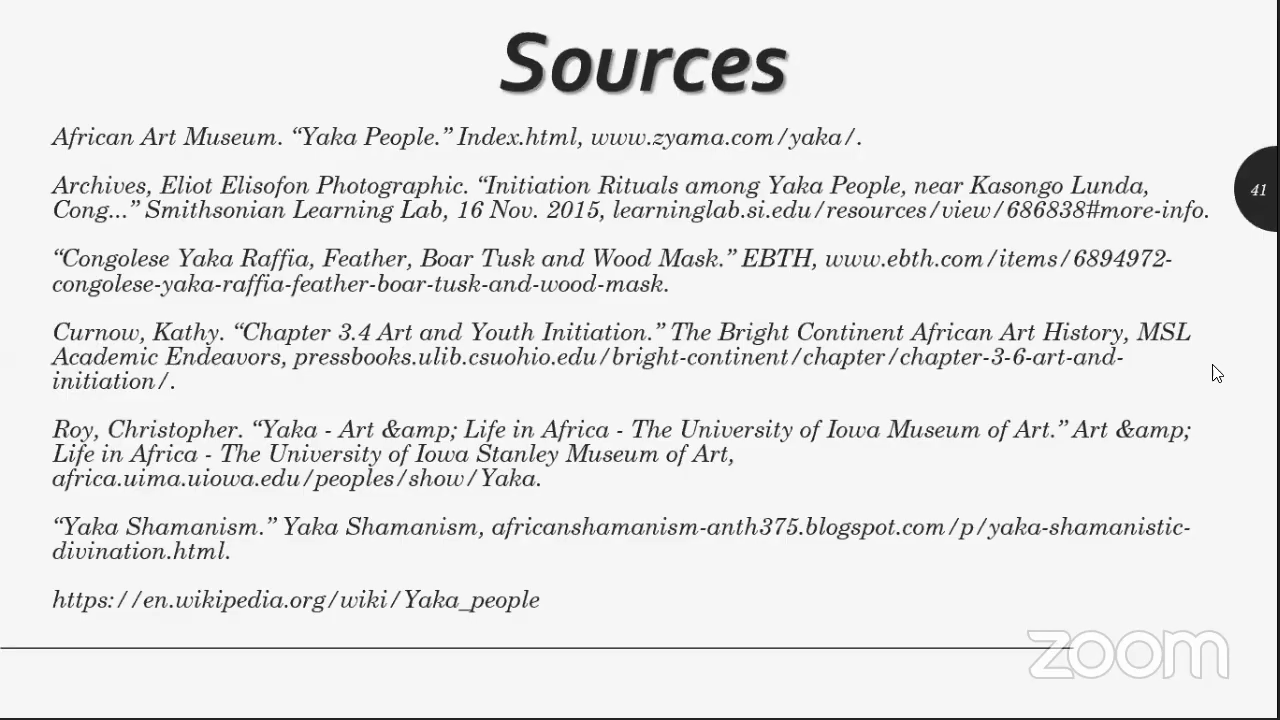 Sources
African Art Museum. “Yaka People.” Index.html, www.zyama.com/yaka/.
41
Archives, Eliot Elisofon Photographic. “Initiation Rituals among Yaka People, near Kasongo Lunda,
Cong...” Smithsonian Learning Lab, 16 Nov. 2015, learninglab.si.edu/resources/view/686838#more-info.
“Congolese Yaka Raffia, Feather, Boar Tusk and Wood Mask.” EBTH, www.ebth.com/items/6894972-
congolese-yaka-raffia-feather-boar-tusk-and-wood-mask.
Curnow, Kathy. “Chapter 3.4 Art and Youth Initiation.” The Bright Continent African Art History, MSL
Academic Endeavors, pressbooks.ulib.csuohio.edu/bright-continent/chapter/chapter-3-6-art-and-
initiation/.
Roy, Christopher. “Yaka - Art &amp; Life in Africa - The University of Iowa Museum of Art.” Art &amp;
Life in Africa - The University of Iowa Stanley Museum of Art,
africa.uima.uiowa.edu/peoples/show/Yaka.
“Yaka Shamanism.” Yaka Shamanism, africanshamanism-anth375.blogspot.com/p/yaka-shamanistic-
divination.html.
https://en.wikipedia.org/wiki/Yaka_people
zoom